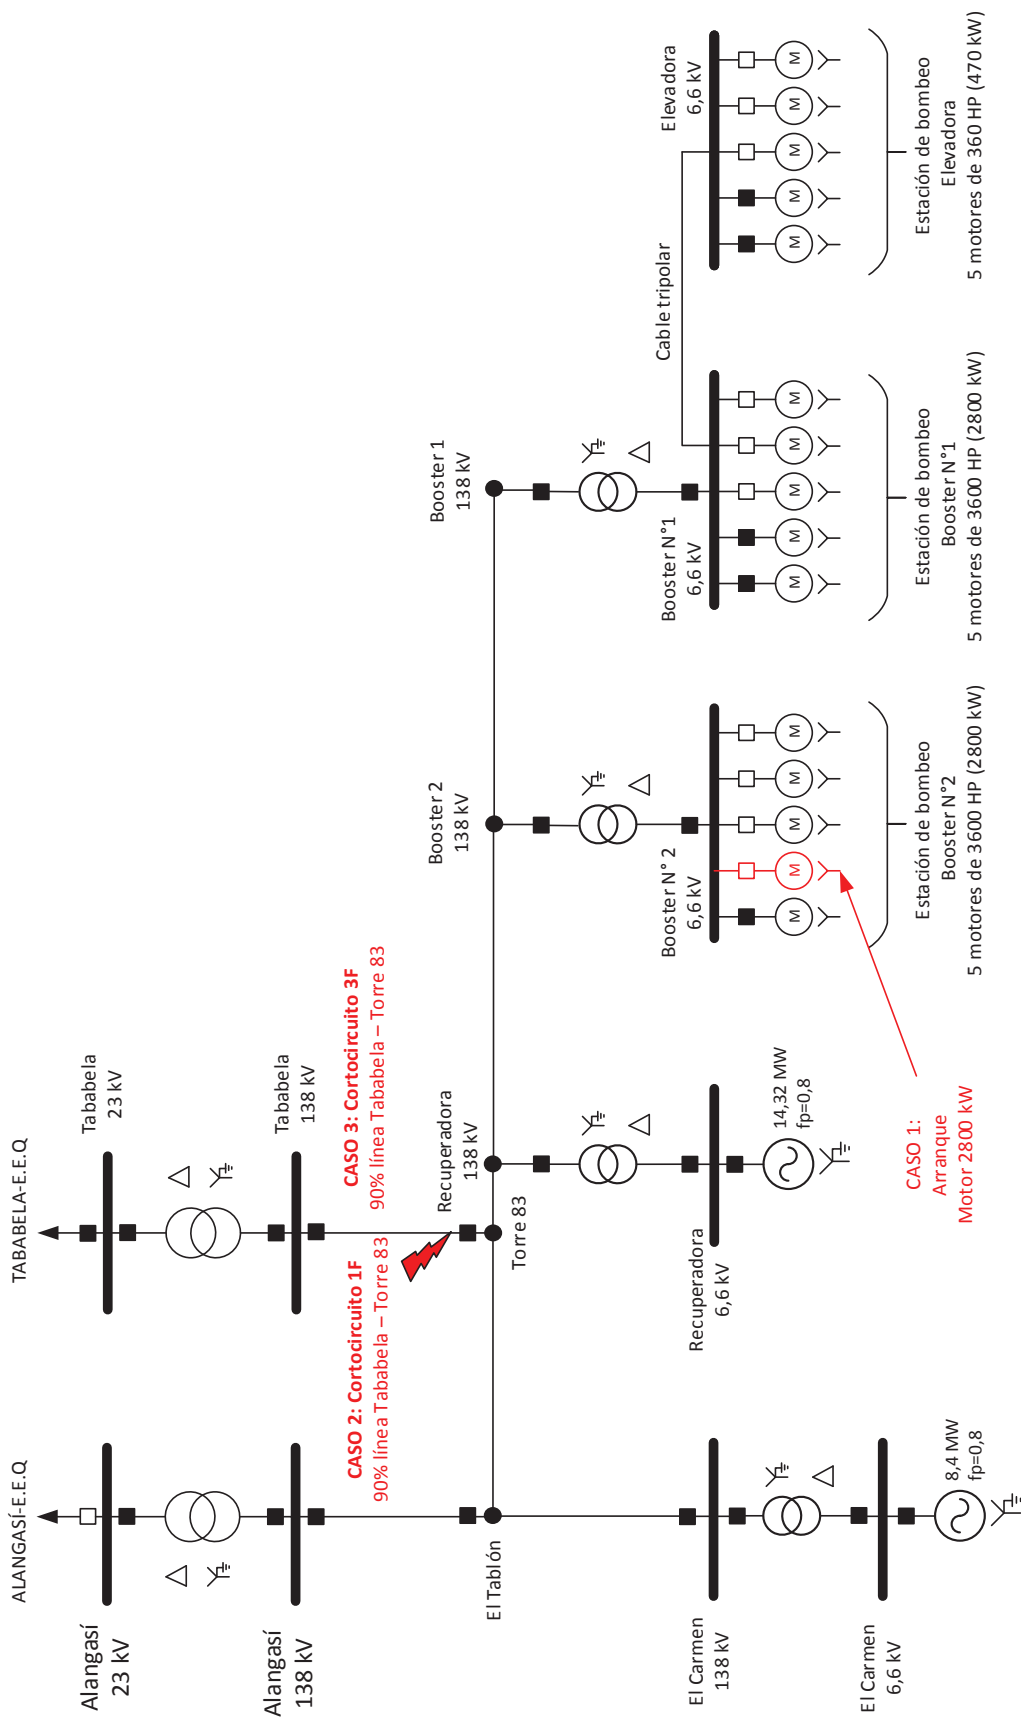 ALANGASÍ-E.E.Q
Alangasí
23 kV
Alangasí
138 kV
TABABELA-E.E.Q
Tababela
23 kV
Tababela
138 kV
CASO 2: Cortocircuito 1F
90% línea Tababela – Torre 83
CASO 3: Cortocircuito 3F
90% línea Tababela – Torre 83
El Tablón
Torre 83
Recuperadora
138 kV
Booster 2
138 kV
Booster 1
138 kV
El Carmen
138 kV
El Carmen
6,6 kV
8,4 MW
fp=0,8
Recuperadora
6,6 kV
14,32 MW
fp=0,8
CASO 1:
Arranque
Motor 2800 kW
Booster N° 2
6,6 kV
M
M
M
M
M
Estación de bombeo
Booster N°2
5 motores de 3600 HP (2800 kW)
Booster N°1
6,6 kV
M
M
M
M
M
Estación de bombeo
Booster N°1
5 motores de 3600 HP (2800 kW)
Cable tripolar
Elevadora
6,6 kV
M
M
M
M
M
Estación de bombeo
Elevadora
5 motores de 360 HP (470 kW)